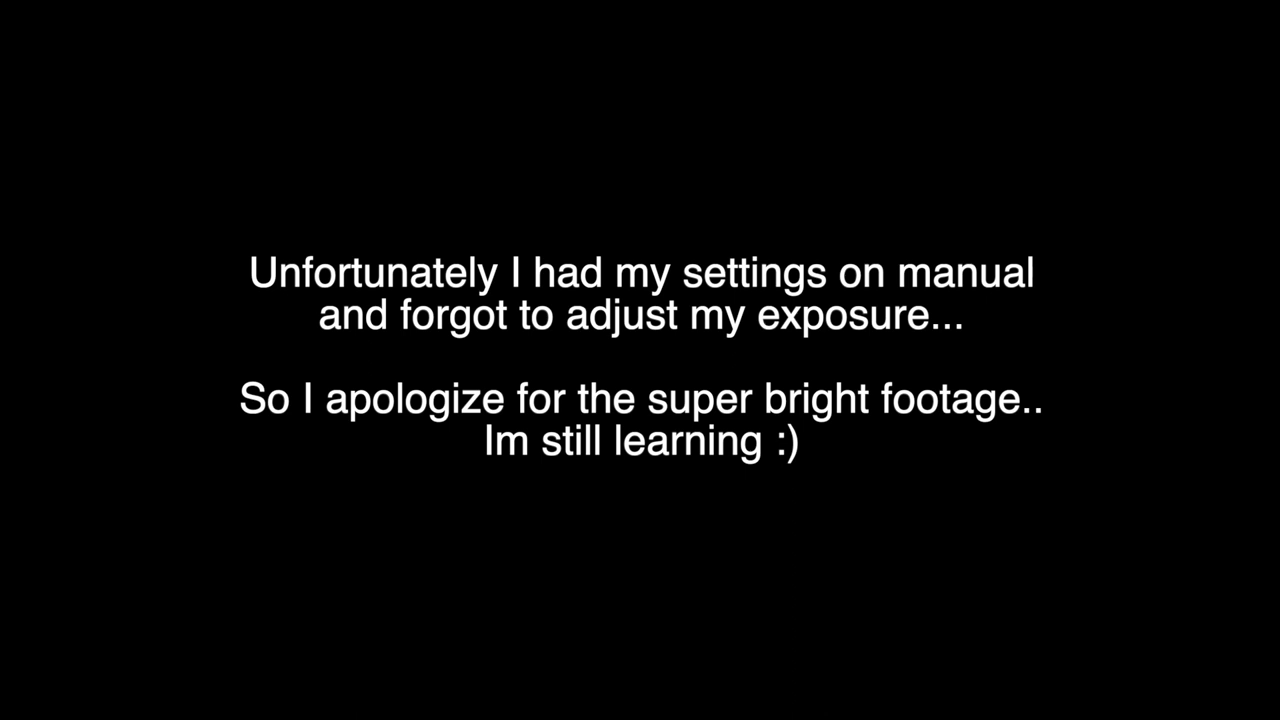 Unfortunately I had my settings on manual
and forgot to adjust my exposure...
So I apologize for the super bright footage..
Im still learning :)